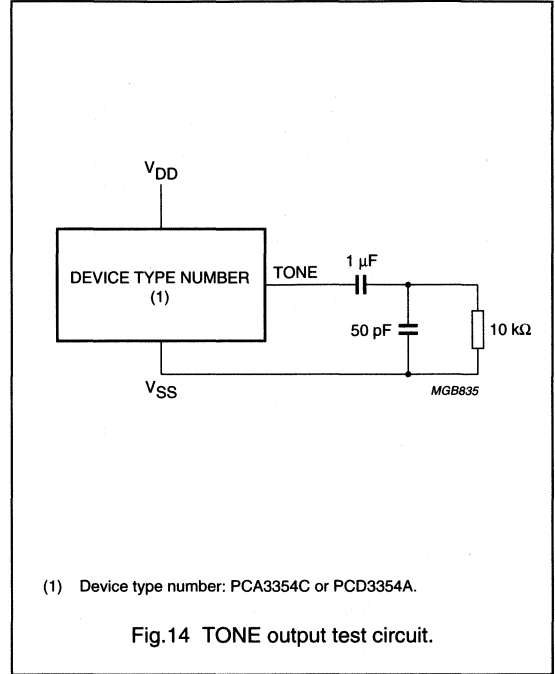 VDD
DEVICE TYPE NUMBER
(1)
TONE
1 μF
50 pF
10 kΩ
VSS
MGB835
(1) Device type number: PCA3354C or PCD3354A.
Fig.14 TONE output test circuit.